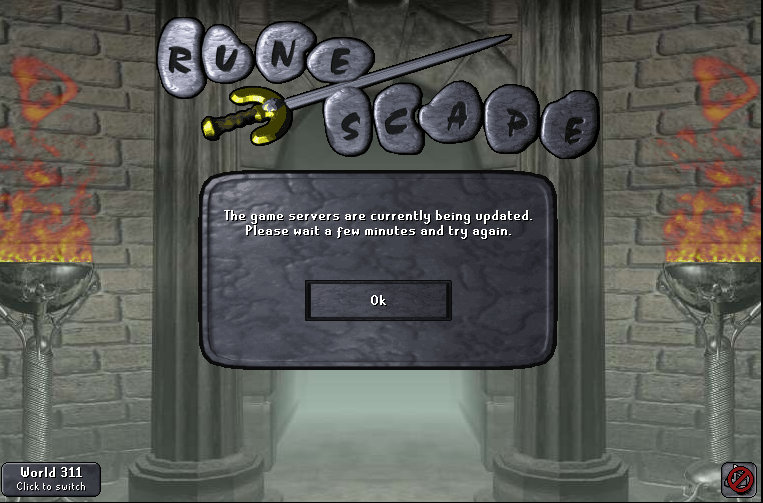 RUNE
SCAPE
The game servers are currently being updated.
Please wait a few minutes and try again.
Ok
World 311
Click to switch